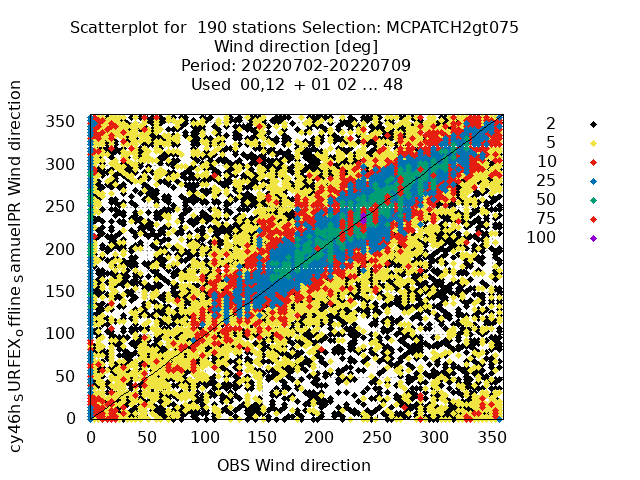 Scatterplot for 190 stations Selection: MCPATCH2gt075
Wind direction [deg]
Period: 20220702-20220709
Used 00,12 + 01 02 ... 48
cy46h_SURFEX_offline_samuelPR Wind direction
350
300
250
200
150
100
50
0
0 50 100 150 200 250 300 350
OBS Wind direction
2
5
10
25
50
75
100